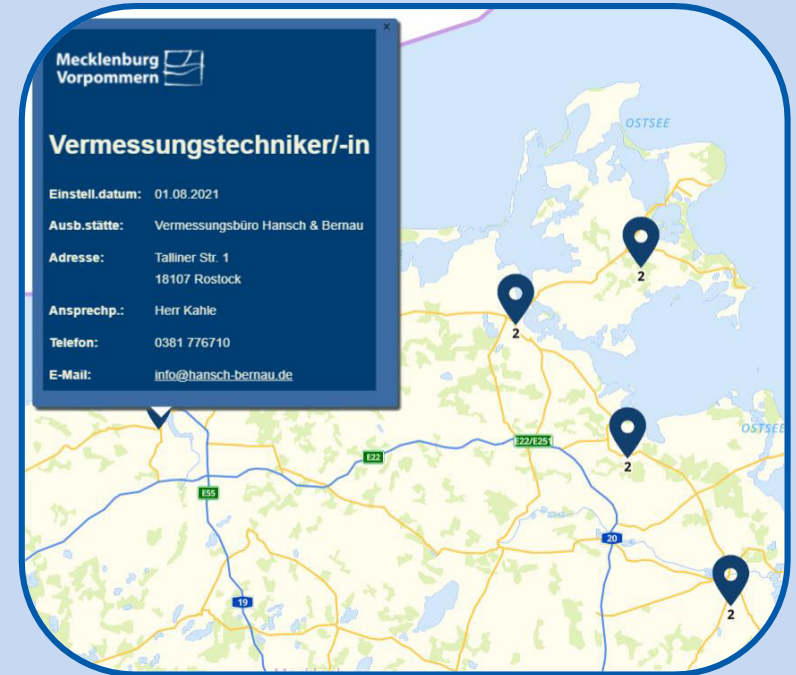 x
Mecklenburg
Vorpommern
Vermessungstechniker/-in
Einstell.datum: 01.08.2021
Ausb.stätte: Vermessungsbüro Hansch & Bernau
Adresse: Talliner Str. 1
18107 Rostock
Ansprechp.: Herr Kahle
Telefon: 0381 776710
E-Mail: info@hansch-bernau.de
OSTSEE
2
2
OSTSEE
E22/E251
E22
2
E55
20
19
2